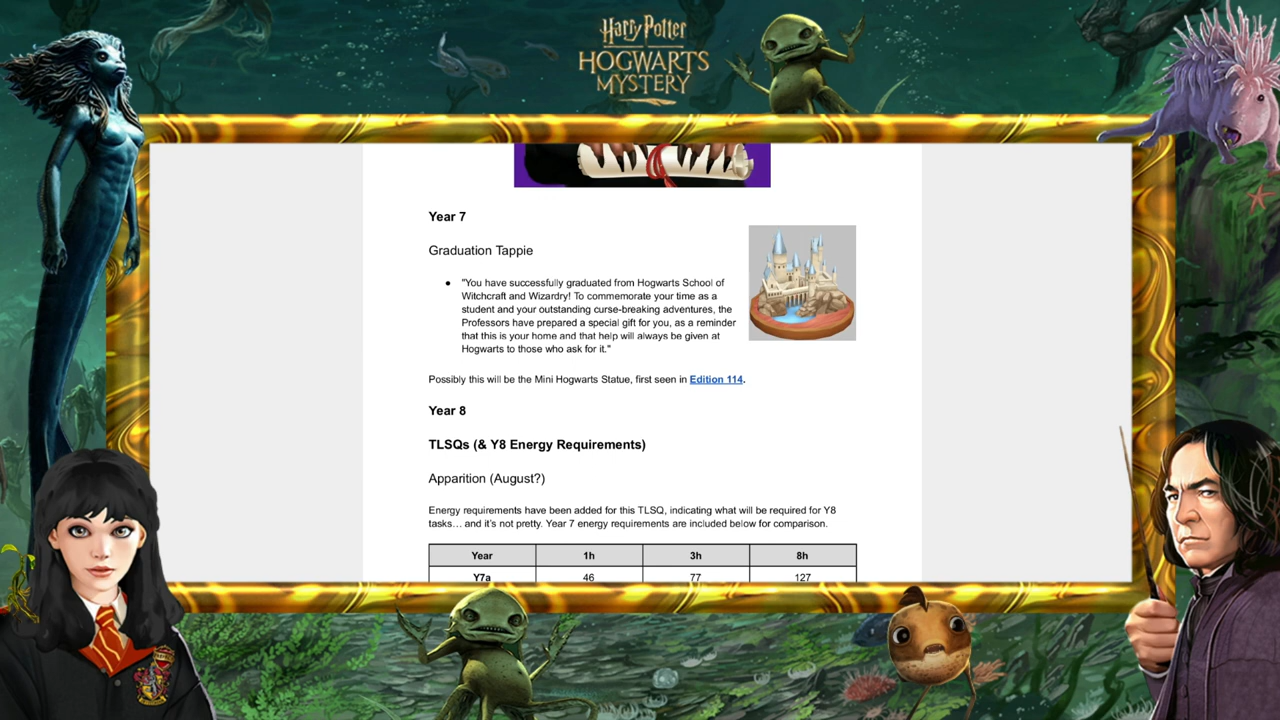 Harry Potter
HOGWARTS
MYSTERY
Year 7
Graduation Tappie
● "You have successfully graduated from Hogwarts School of
Witchcraft and Wizardry! To commemorate your time as a
student and your outstanding curse-breaking adventures, the
Professors have prepared a special gift for you, as a reminder
that this is your home and that help will always be given at
Hogwarts to those who ask for it."
Possibly this will be the Mini Hogwarts Statue, first seen in Edition 114.
Year 8
TLSQs (& Y8 Energy Requirements)
Apparition (August?)
Energy requirements have been added for this TLSQ, indicating what will be required for Y8
tasks… and it's not pretty. Year 7 energy requirements are included below for comparison.
Year 1h 3h 8h
Y7a 46 77 127